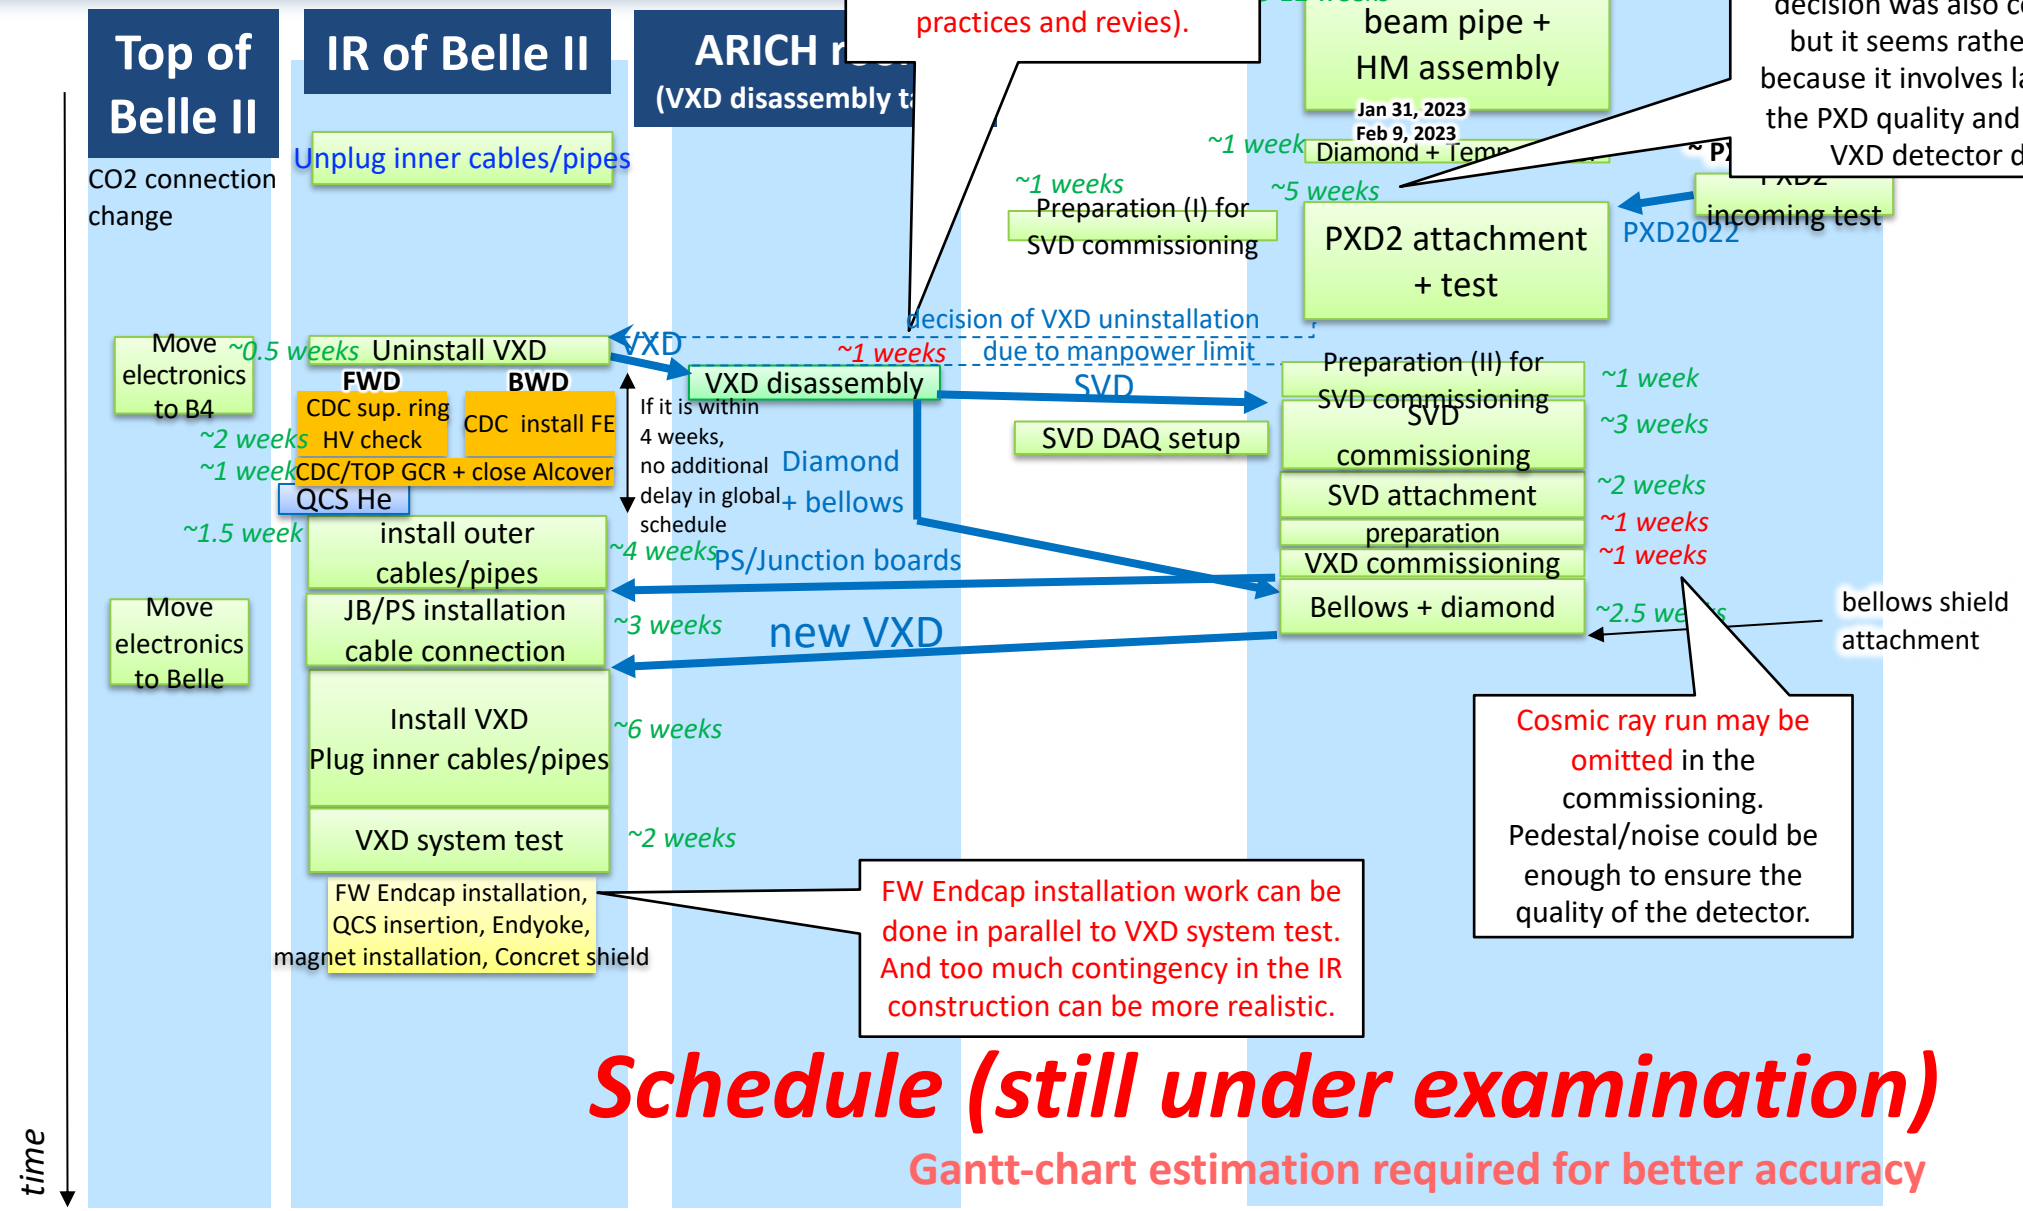 Top of
Belle II
IR of Belle II
ARICH
(VXD disassembly
practices and revies).
weeks
beam pipe +
HM assembly
Jan 31, 2023
Feb 9, 2023
decision was also
but it seems
because it involves
the PXD quality and
VXD detector
CO2 connection
change
Unplug inner cables/pipes
~1 week
Diamond +
~1 weeks
Preparation (I) for
SVD commissioning
~5 weeks
PXD2 attachment
+ test
PXD2
incoming test
PXD2022
decision of VXD uninstallation
due to manpower limit
Move
electronics
to B4
~0.5 weeks
Uninstall VXD
VXD
~1 weeks
VXD disassembly
SVD
FWD
BWD
CDC sup. ring
HV check
CDC install FE
~2 weeks
~1 week
CDC/TOP GCR + close Alcover
QCS He
If it is within
4 weeks,
no additional
delay in global
schedule
Diamond
+ bellows
SVD DAQ setup
Preparation (II) for
SVD commissioning
~1 week
SVD
commissioning
~3 weeks
SVD attachment
~2 weeks
preparation
~1 weeks
VXD commissioning
~1 weeks
Bellows + diamond
~2.5 weeks
bellows shield
attachment
~1.5 week
install outer
cables/pipes
~4 weeks
PS/Junction boards
Move
electronics
to Belle
JB/PS installation
cable connection
~3 weeks
new VXD
Install VXD
Plug inner cables/pipes
~6 weeks
VXD system test
~2 weeks
Cosmic ray run may be
omitted in the
commissioning.
Pedestal/noise could be
enough to ensure the
quality of the detector.
FW Endcap installation,
QCS insertion, Endyoke,
magnet installation, Concret shield
FW Endcap installation work can be
done in parallel to VXD system test.
And too much contingency in the IR
construction can be more realistic.
Schedule (still under examination)
Gantt-chart estimation required for better accuracy
time